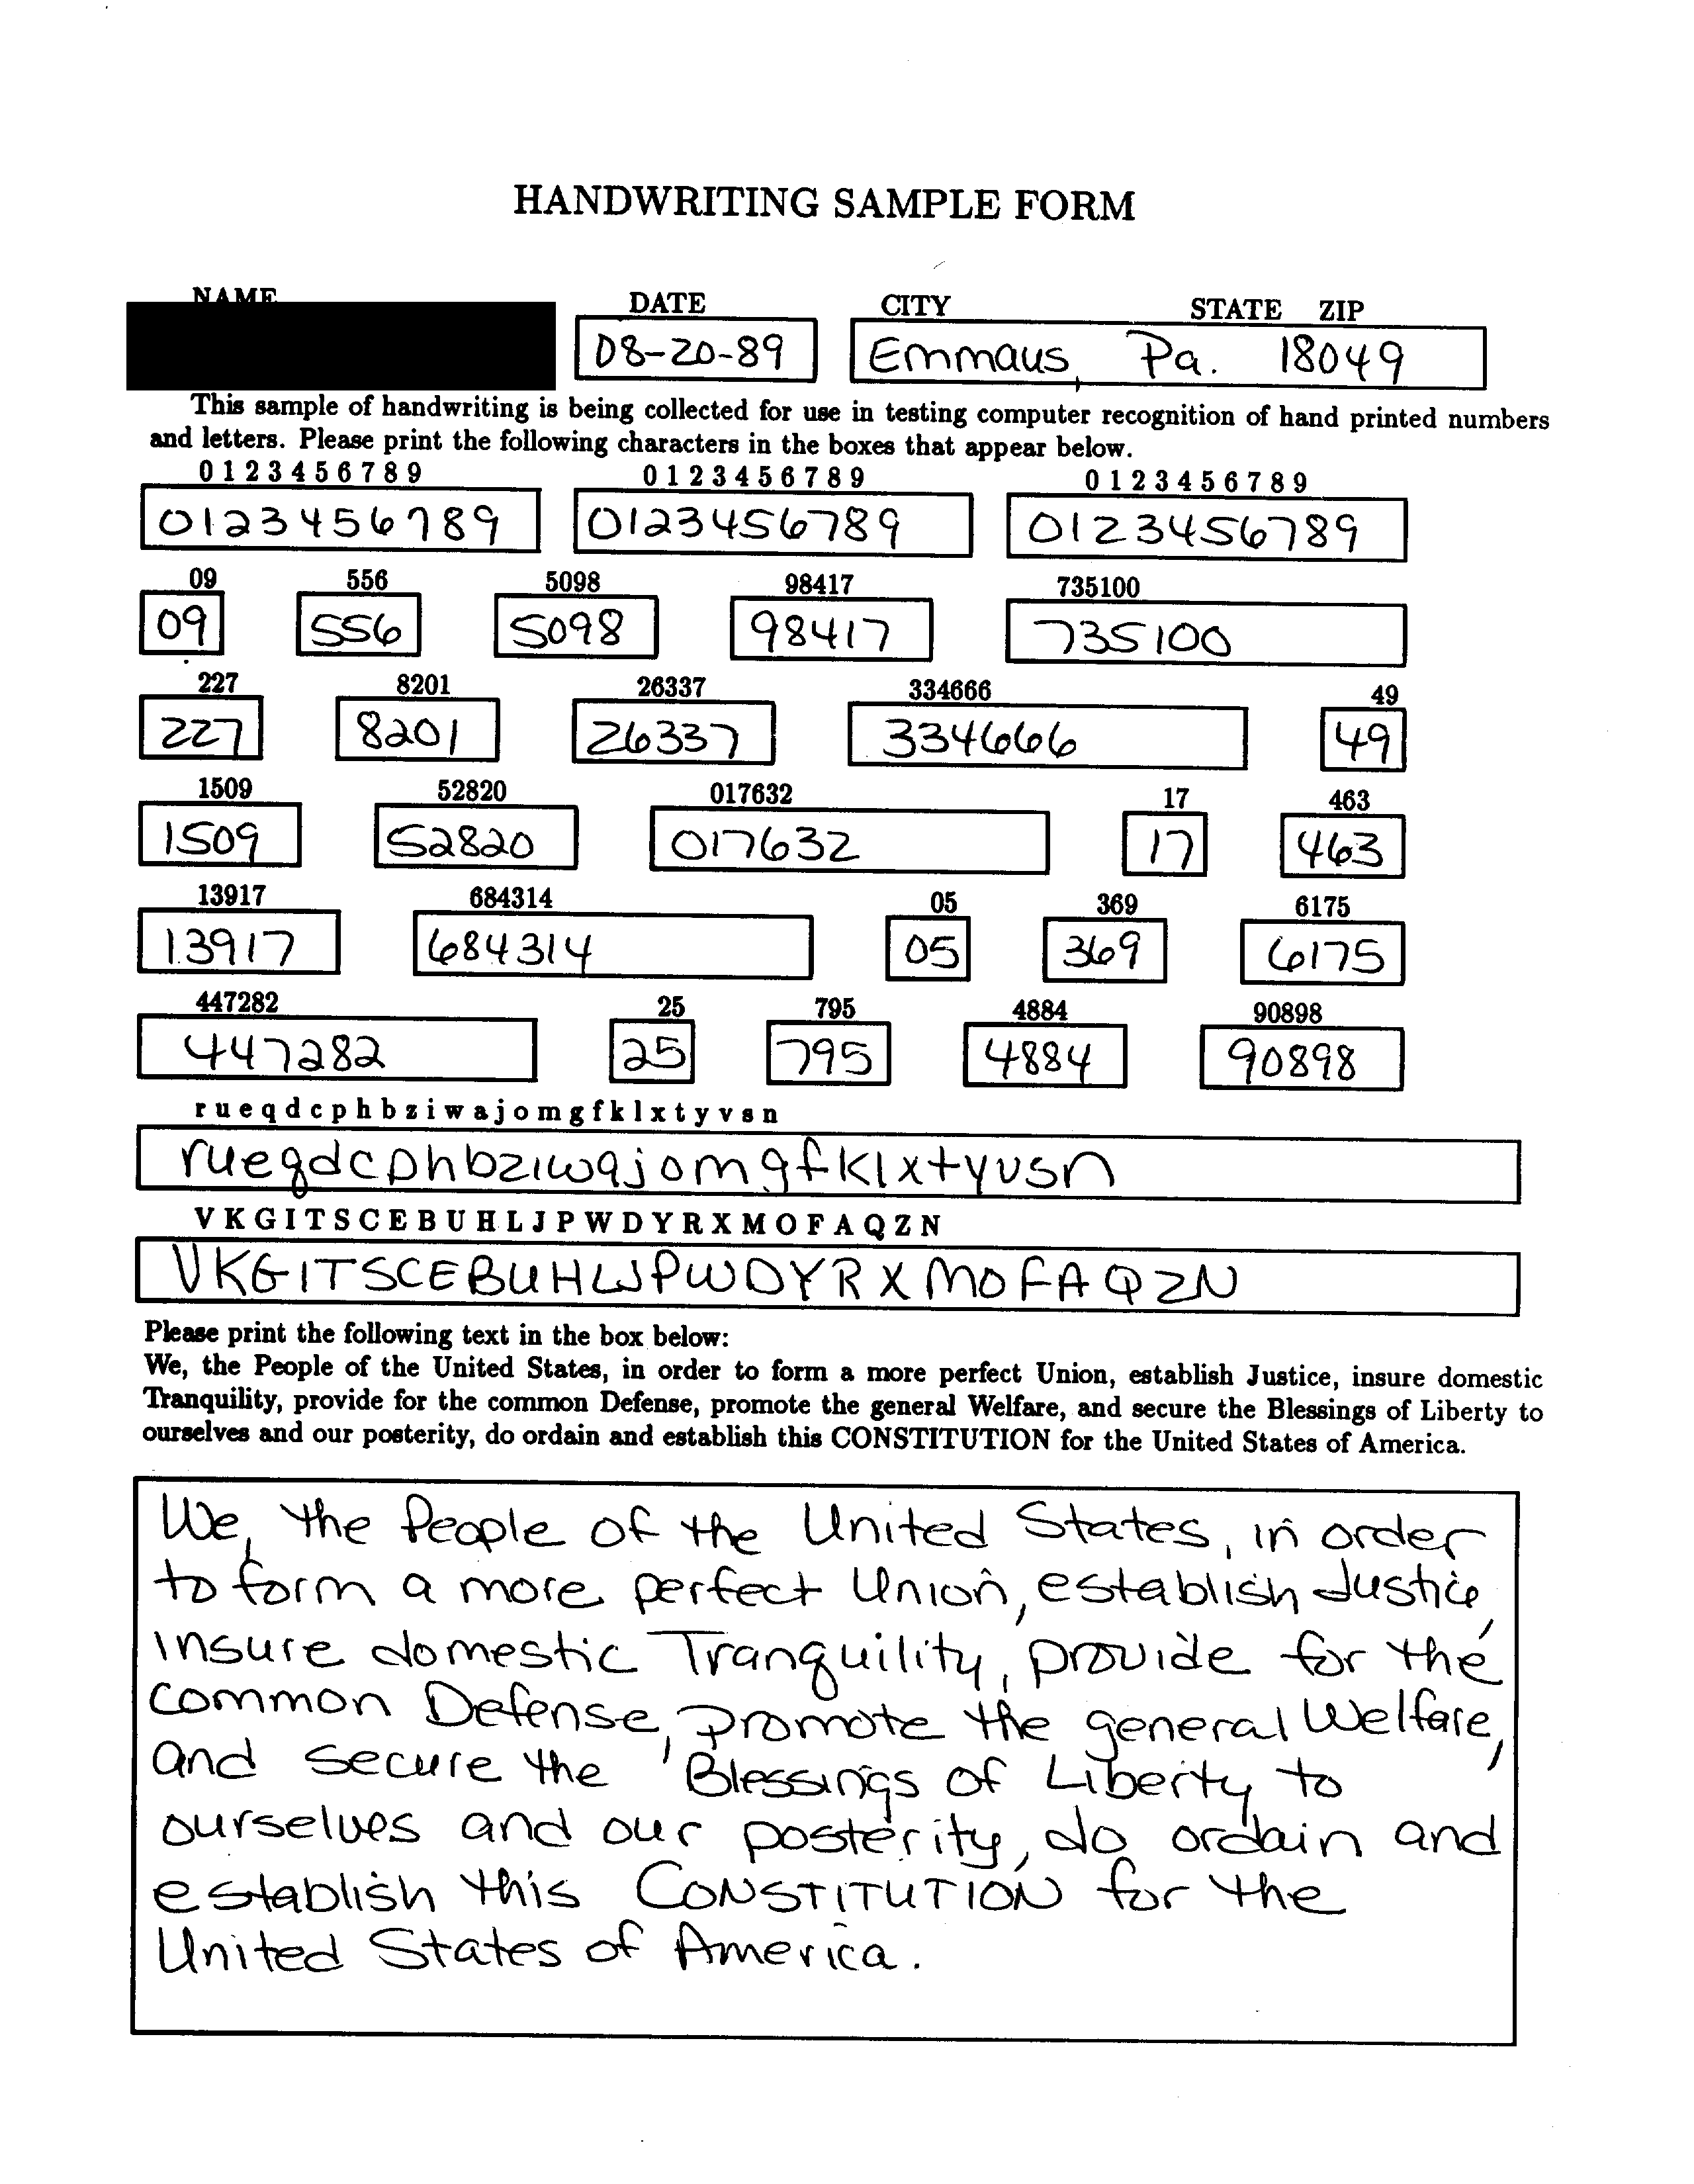 HANDWRITING SAMPLE FORM
NAME DATE CITY STATE ZIP
08-20-89 Emmaus, Pa. 18049
This sample of handwriting is being collected for use in testing computer recognition of hand printed numbers
and letters. Please print the following characters in the boxes that appear below.
0 1 2 3 4 5 6 7 8 9 0 1 2 3 4 5 6 7 8 9 0 1 2 3 4 5 6 7 8 9
0123456789 0123456789 0123456789
09 556 5098 98417 735100
09 556 5098 98417 735100
227 8201 26337 334666 49
227 8201 26337 334666 49
1509 52820 017632 17 463
1509 52820 017632 17 463
13917 684314 05 369 6175
13917 684314 05 369 6175
447282 25 795 4884 90898
447282 25 795 4884 90898
r u e q d c p h b z i w a j o m g f k l x t y v s n
rueqdcphbziwajomgfklxtyvsn
V K G I T S C E B U H L J P W D Y R X M O F A Q Z N
VKGITSCEBUHLJPWDYRXMOFAQZN
Please print the following text in the box below:
We, the People of the United States, in order to form a more perfect Union, establish Justice, insure domestic
Tranquility, provide for the common Defense, promote the general Welfare, and secure the Blessings of Liberty to
ourselves and our posterity, do ordain and establish this CONSTITUTION for the United States of America.
We, the People of the United States, in order
to form a more perfect Union, establish Justice,
insure domestic Tranquility, provide for the
common Defense, promote the general Welfare,
and secure the Blessings of Liberty to
ourselves and our posterity, do ordain and
establish this CONSTITUTION for the
United States of America.